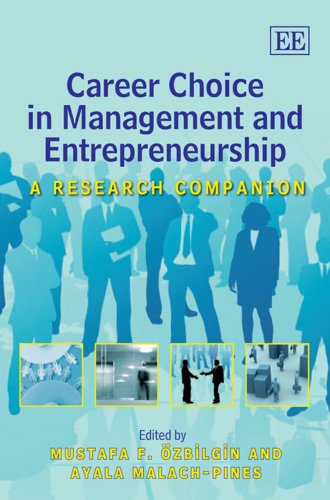 EE
Career Choice
in Management and
Entrepreneurship
A RESEARCH COMPANION
Edited by
MUSTAFA F. ÖZBİLGİN AND
AYALA MALACH-PINES